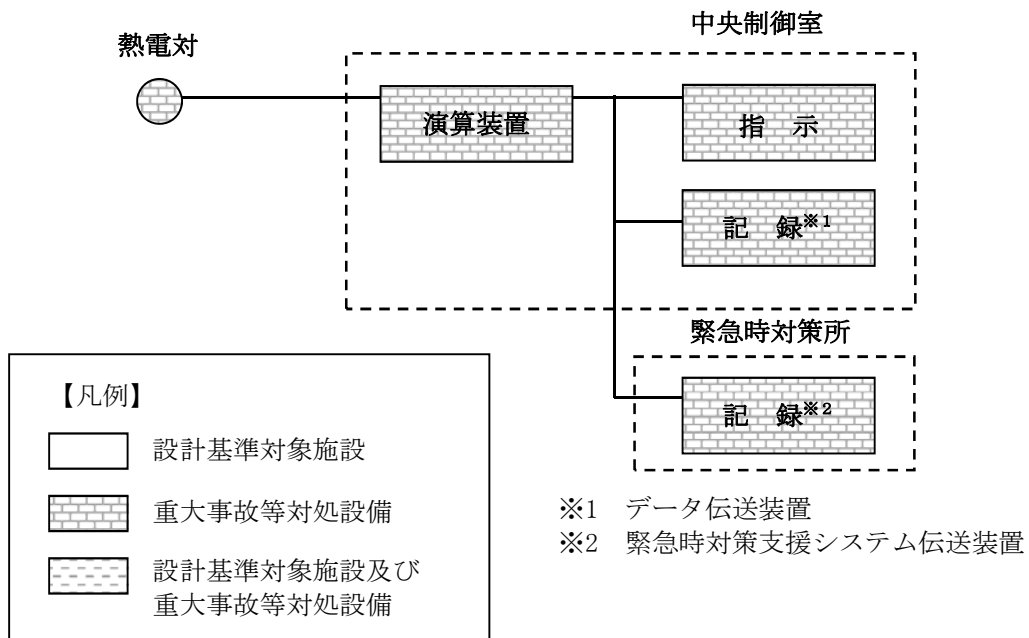 中央制御室
熱電対
演算装置
指 示
記 録※1
緊急時対策所
記 録※2
【凡例】
設計基準対象施設
重大事故等対処設備
設計基準対象施設及び
重大事故等対処設備
※1 データ伝送装置
※2 緊急時対策支援システム伝送装置